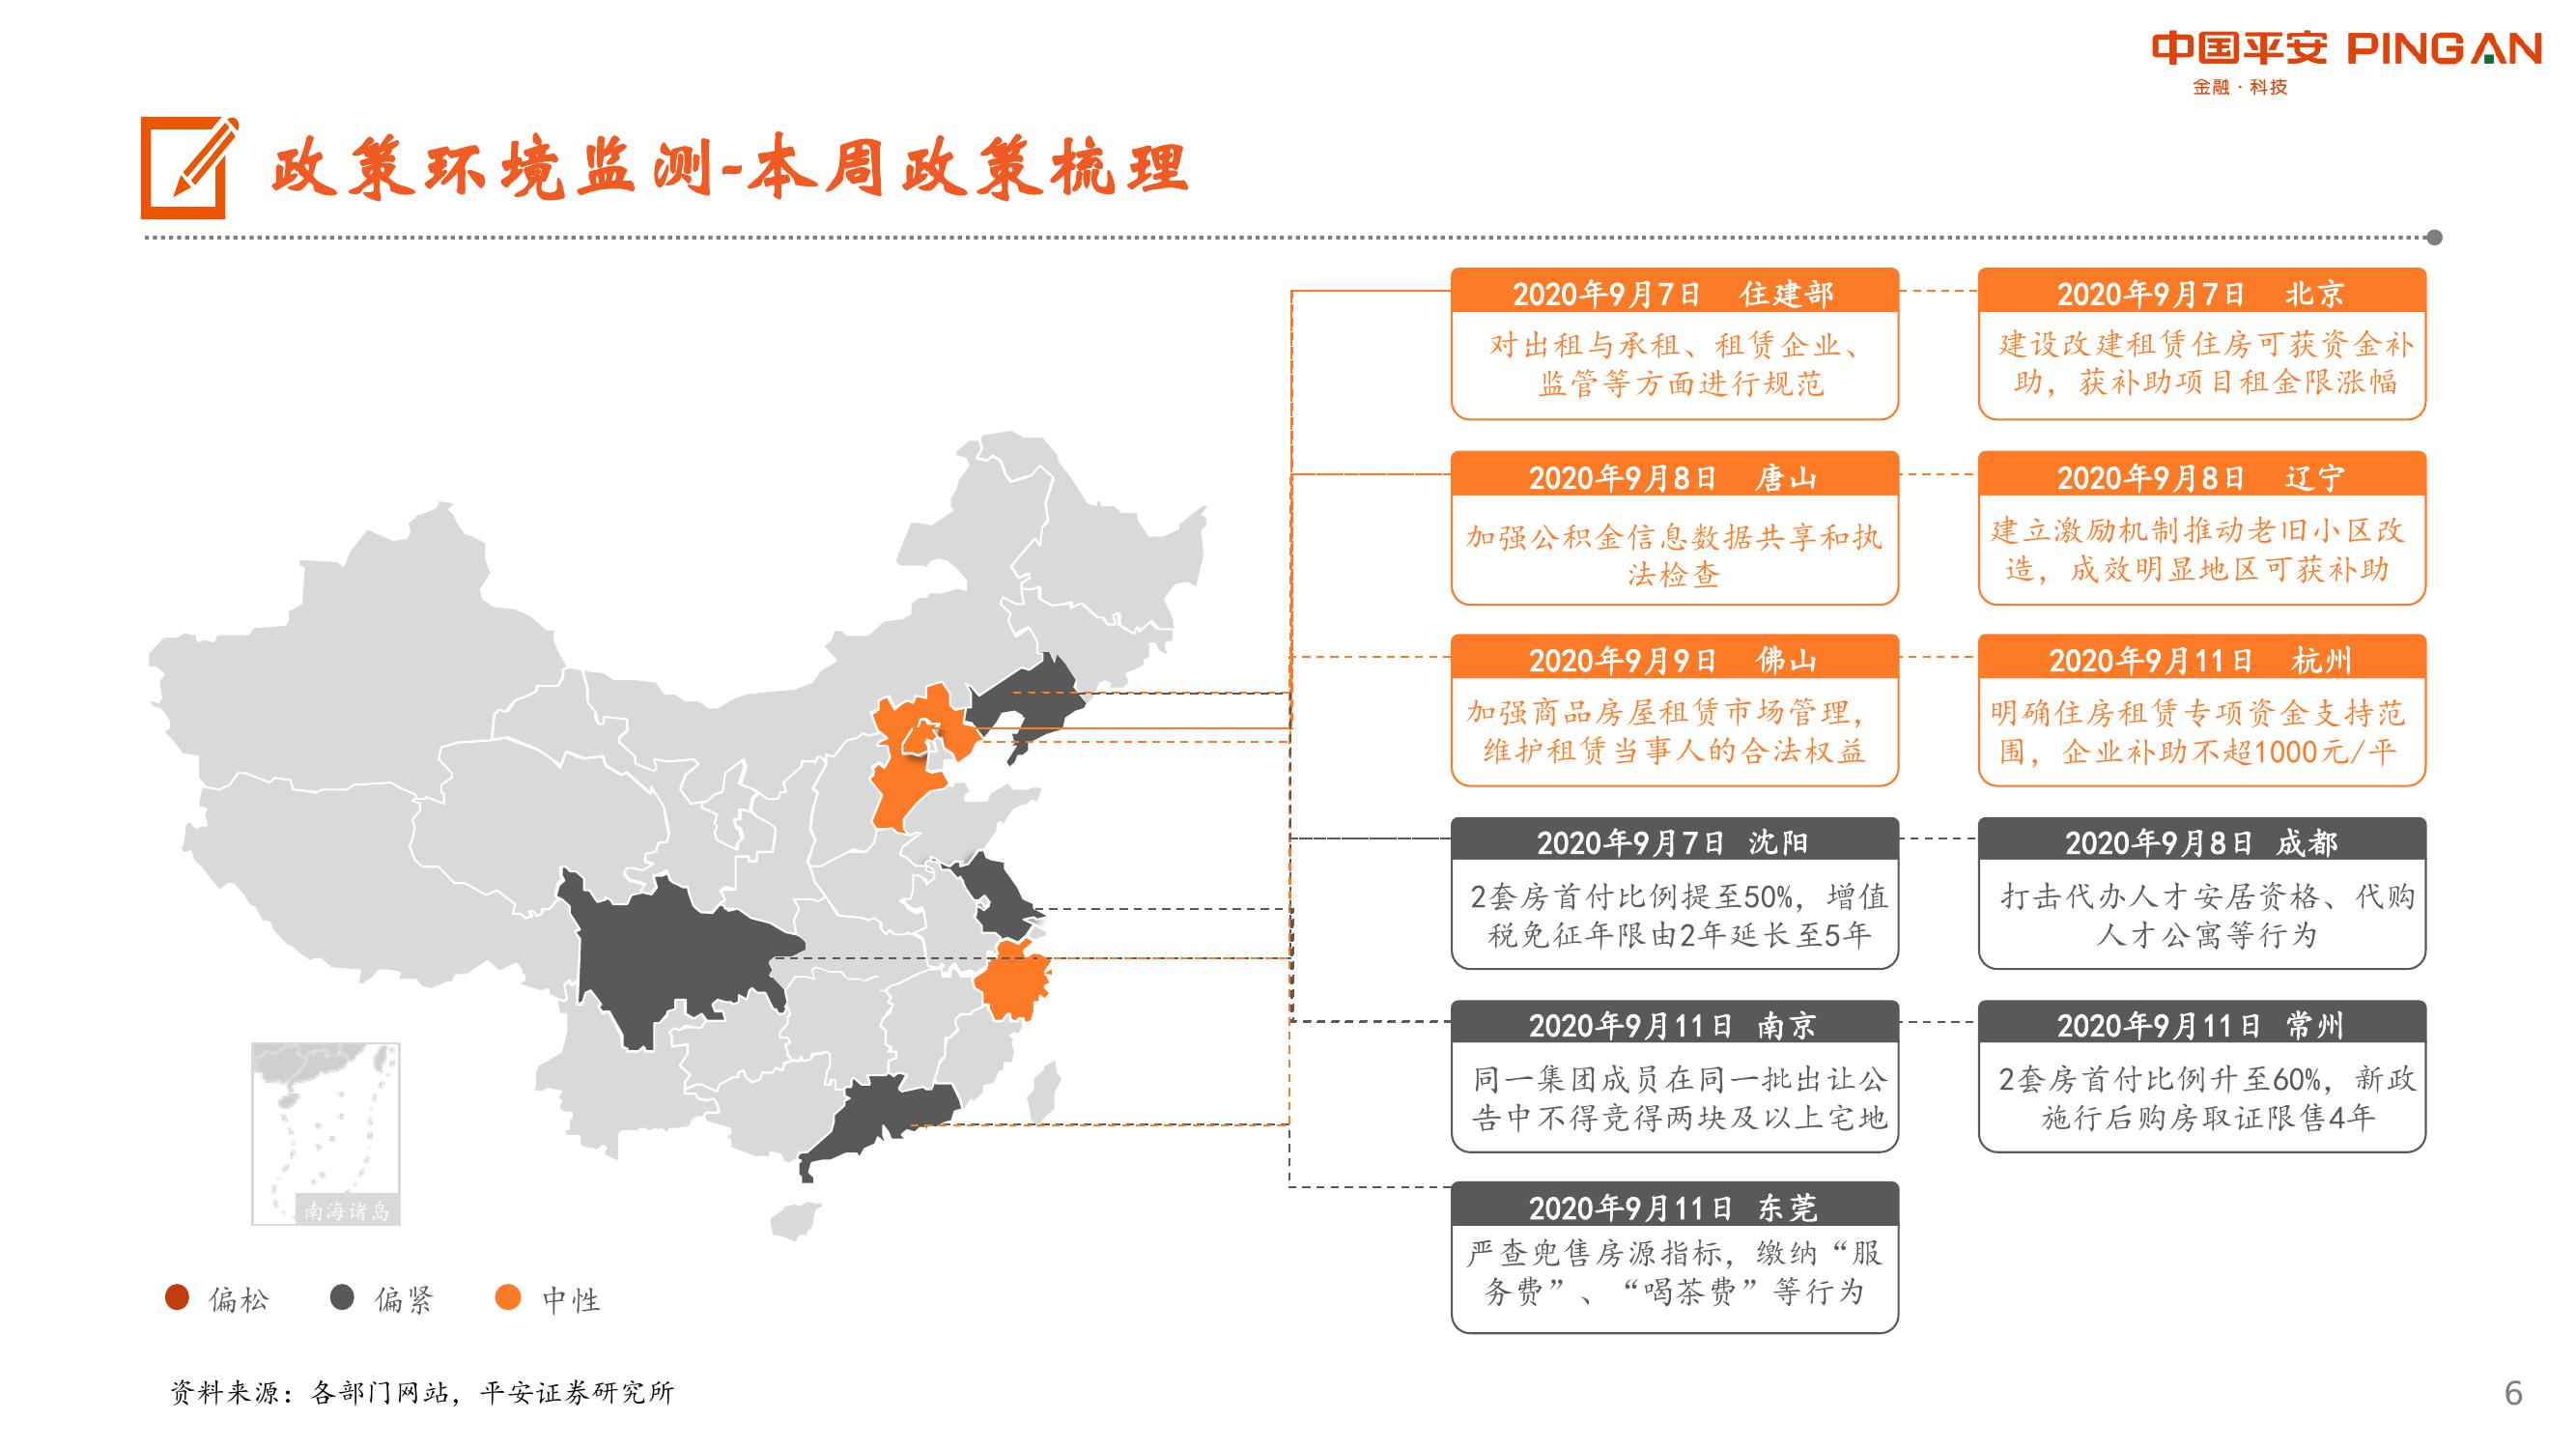 中国平安 PINGAN
金融·科技
政策环境监测-本周政策梳理
2020年9月7日 住建部
对出租与承租、租赁企业、
监管等方面进行规范
2020年9月7日 北京
建设改建租赁住房可获资金补
助，获补助项目租金限涨幅
2020年9月8日 唐山
加强公积金信息数据共享和执
法检查
2020年9月8日 辽宁
建立激励机制推动老旧小区改
造，成效明显地区可获补助
2020年9月9日 佛山
加强商品房屋租赁市场管理，
维护租赁当事人的合法权益
2020年9月11日 杭州
明确住房租赁专项资金支持范
围，企业补助不超1000元/平
2020年9月7日 沈阳
2套房首付比例提至50%，增值
税免征年限由2年延长至5年
2020年9月8日 成都
打击代办人才安居资格、代购
人才公寓等行为
2020年9月11日 南京
同一集团成员在同一批出让公
告中不得竞得两块及以上宅地
2020年9月11日 常州
2套房首付比例升至60%，新政
施行后购房取证限售4年
2020年9月11日 东莞
严查兜售房源指标，缴纳“服
务费”、“喝茶费”等行为
南海诸岛
偏松 偏紧 中性
资料来源：各部门网站，平安证券研究所
6